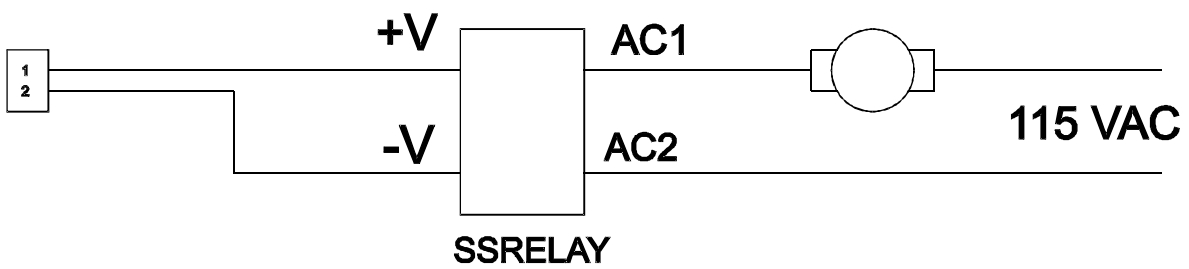 +V
AC1
1
2
115 VAC
-V
AC2
SSRELAY